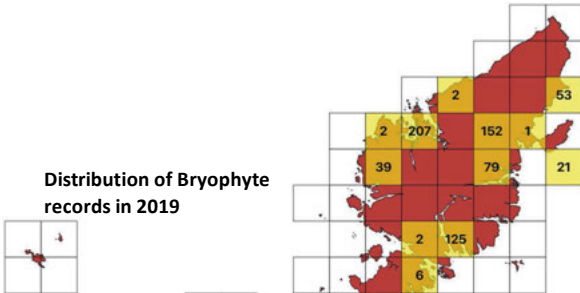 2 53
2 207 152 1
39 79 21
Distribution of Bryophyte
records in 2019
2 125
6